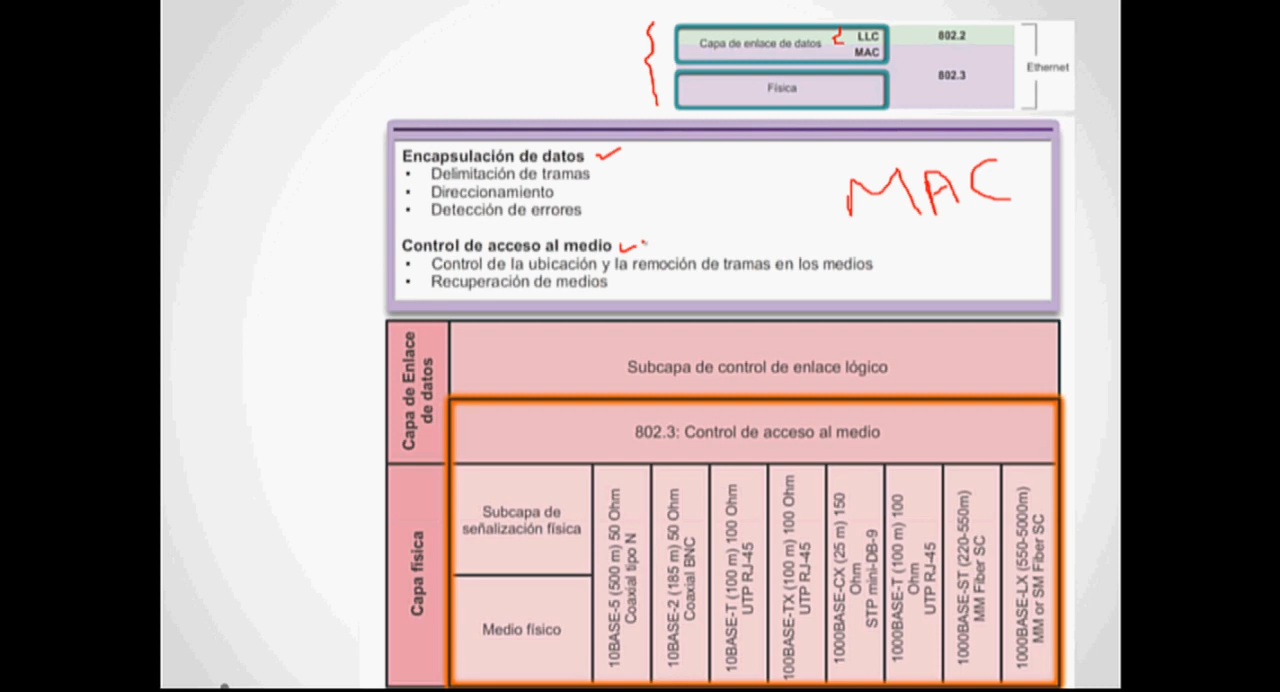 Capa de enlace de datos
LLC
MAC
802.2
802.3
Física
Ethernet
Encapsulación de datos
• Delimitación de tramas
• Direccionamiento
• Detección de errores
MAC
Control de acceso al medio
• Control de la ubicación y la remoción de tramas en los medios
• Recuperación de medios
Capa de Enlace
de datos
Subcapa de control de enlace lógico
802.3: Control de acceso al medio
Capa física
Subcapa de
señalización física
Medio físico
10BASE-5 (500 m) 50 Ohm
Coaxial tipo N
10BASE-2 (185 m) 50 Ohm
Coaxial BNC
10BASE-T (100 m) 100 Ohm
UTP RJ-45
100BASE-TX (100 m) 100 Ohm
UTP RJ-45
1000BASE-CX (25 m) 150
Ohm
STP mini-DB-9
1000BASE-T (100 m) 100
Ohm
UTP RJ-45
1000BASE-ST (220-550m)
MM Fiber SC
1000BASE-LX (550-5000m)
MM or SM Fiber SC